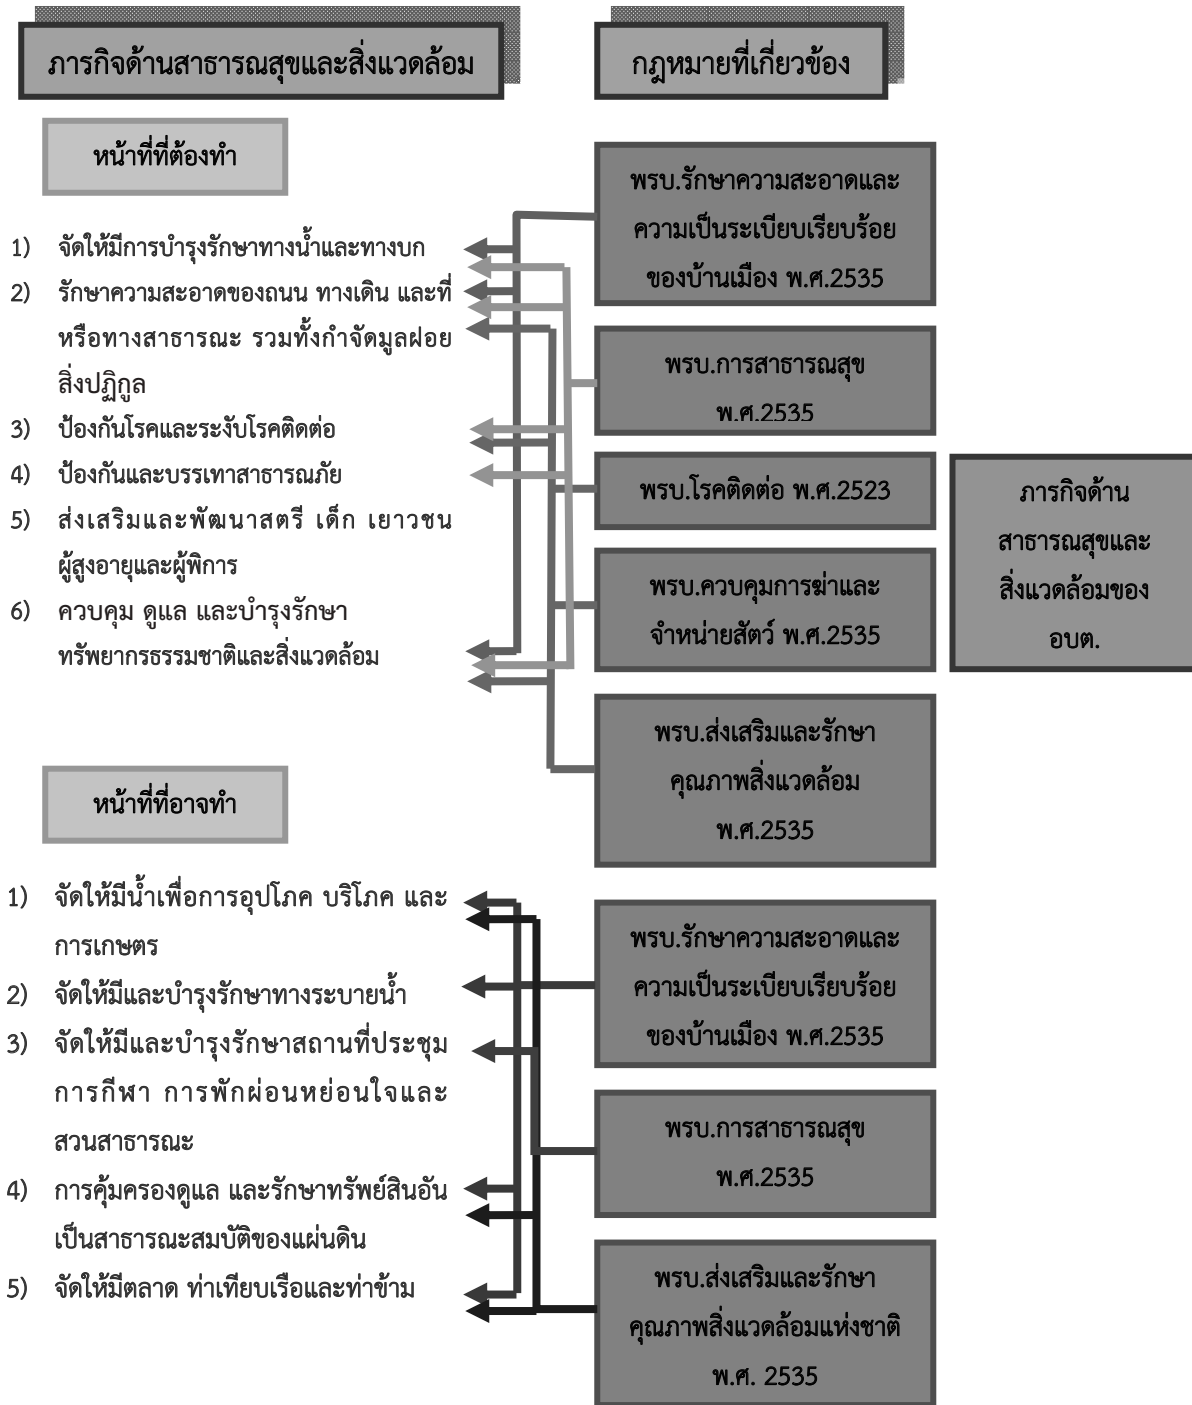 ภารกิจด้านสาธารณสุขและสิ่งแวดล้อม
กฎหมายที่เกี่ยวข้อง
หน้าที่ที่ต้องทำ
1) จัดให้มีการบำรุงรักษาทางน้ำและทางบก
2) รักษาความสะอาดของถนน ทางเดิน และที่
หรือทางสาธารณะ รวมทั้งกำจัดมูลฝอย
สิ่งปฏิกูล
3) ป้องกันโรคและระงับโรคติดต่อ
4) ป้องกันและบรรเทาสาธารณภัย
5) ส่งเสริมและพัฒนาสตรี เด็ก เยาวชน
ผู้สูงอายุและผู้พิการ
6) ควบคุม ดูแล และบำรุงรักษา
ทรัพยากรธรรมชาติและสิ่งแวดล้อม
พรบ.รักษาความสะอาดและ
ความเป็นระเบียบเรียบร้อย
ของบ้านเมือง พ.ศ.2535
พรบ.การสาธารณสุข
พ.ศ.2535
พรบ.โรคติดต่อ พ.ศ.2523
พรบ.ควบคุมการฆ่าและ
จำหน่ายสัตว์ พ.ศ.2535
พรบ.ส่งเสริมและรักษา
คุณภาพสิ่งแวดล้อม
พ.ศ.2535
ภารกิจด้าน
สาธารณสุขและ
สิ่งแวดล้อมของ
อบต.
หน้าที่ที่อาจทำ
1) จัดให้มีน้ำเพื่อการอุปโภค บริโภค และ
การเกษตร
2) จัดให้มีและบำรุงรักษาทางระบายน้ำ
3) จัดให้มีและบำรุงรักษาสถานที่ประชุม
การกีฬา การพักผ่อนหย่อนใจและ
สวนสาธารณะ
4) การคุ้มครองดูแล และรักษาทรัพย์สินอัน
เป็นสาธารณะสมบัติของแผ่นดิน
5) จัดให้มีตลาด ท่าเทียบเรือและท่าข้าม
พรบ.รักษาความสะอาดและ
ความเป็นระเบียบเรียบร้อย
ของบ้านเมือง พ.ศ.2535
พรบ.การสาธารณสุข
พ.ศ.2535
พรบ.ส่งเสริมและรักษา
คุณภาพสิ่งแวดล้อมแห่งชาติ
พ.ศ. 2535